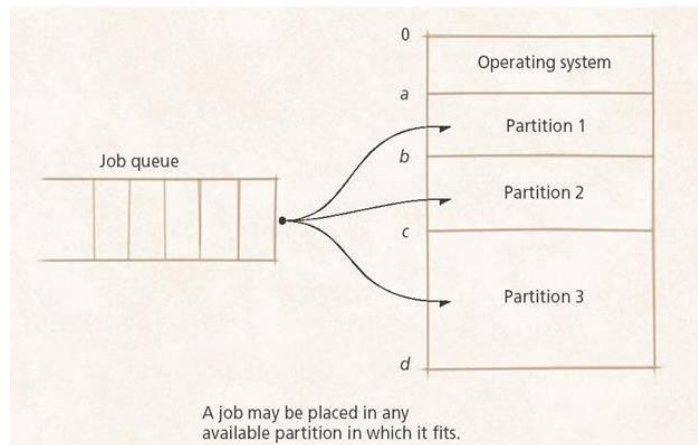 0
Operating system
a
Partition 1
Job queue
b
Partition 2
c
Partition 3
d
A job may be placed in any
available partition in which it fits.